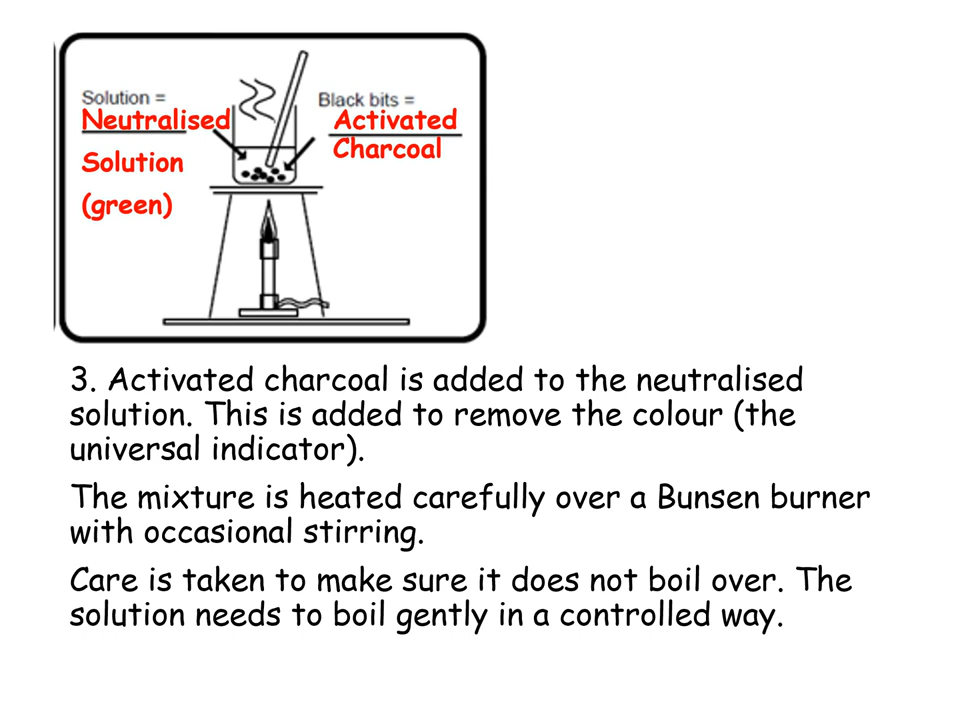 Solution =
Neutralised
Solution
(green)
Black bits =
Activated
Charcoal
3. Activated charcoal is added to the neutralised
solution. This is added to remove the colour (the
universal indicator).
The mixture is heated carefully over a Bunsen burner
with occasional stirring.
Care is taken to make sure it does not boil over. The
solution needs to boil gently in a controlled way.